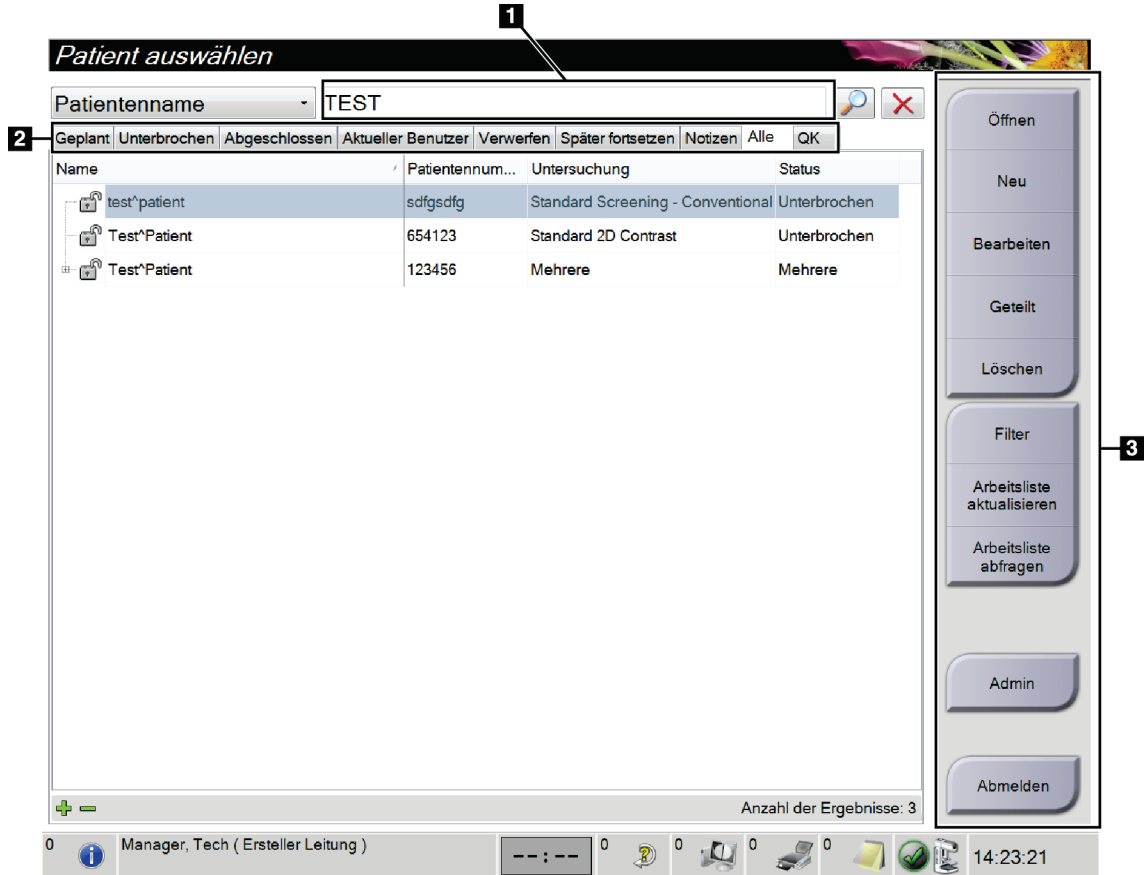 1
Patient auswählen
Patientenname TEST
2
Geplant Unterbrochen Abgeschlossen Aktueller Benutzer Verwerfen Später fortsetzen Notizen Alle QK
Name Patientennum... Untersuchung Status
test^patient sdfgsdfg Standard Screening - Conventional Unterbrochen
Test^Patient 654123 Standard 2D Contrast Unterbrochen
Test^Patient 123456 Mehrere Mehrere
Anzahl der Ergebnisse: 3
Öffnen
Neu
Bearbeiten
Geteilt
Löschen
Filter
Arbeitsliste
aktualisieren
Arbeitsliste
abfragen
Admin
Abmelden
3
0 Manager, Tech ( Ersteller Leitung ) --:-- 0 0 0 0 14:23:21